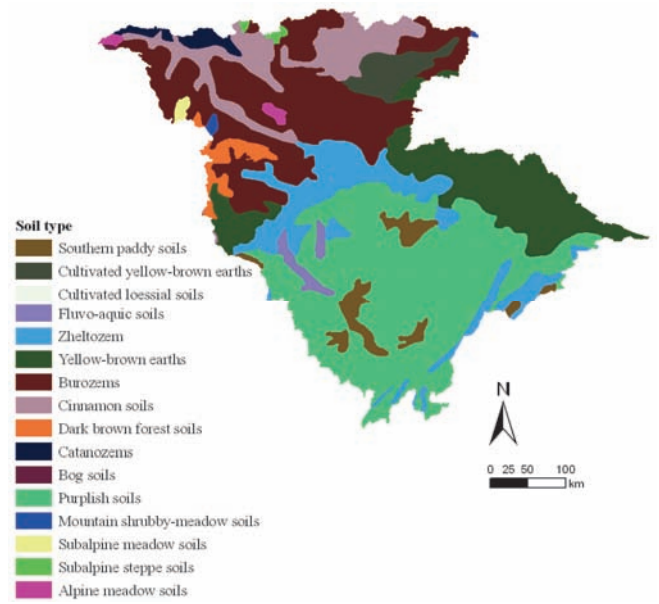 Soil type
Southern paddy soils
Cultivated yellow-brown earths
Cultivated loessial soils
Fluvo-aquic soils
Zheltozem
Yellow-brown earths
Burozems
Cinnamon soils
Dark brown forest soils
Catanozems
Bog soils
Purplish soils
Mountain shrubby-meadow soils
Subalpine meadow soils
Subalpine steppe soils
Alpine meadow soils
N
0 25 50 100
km